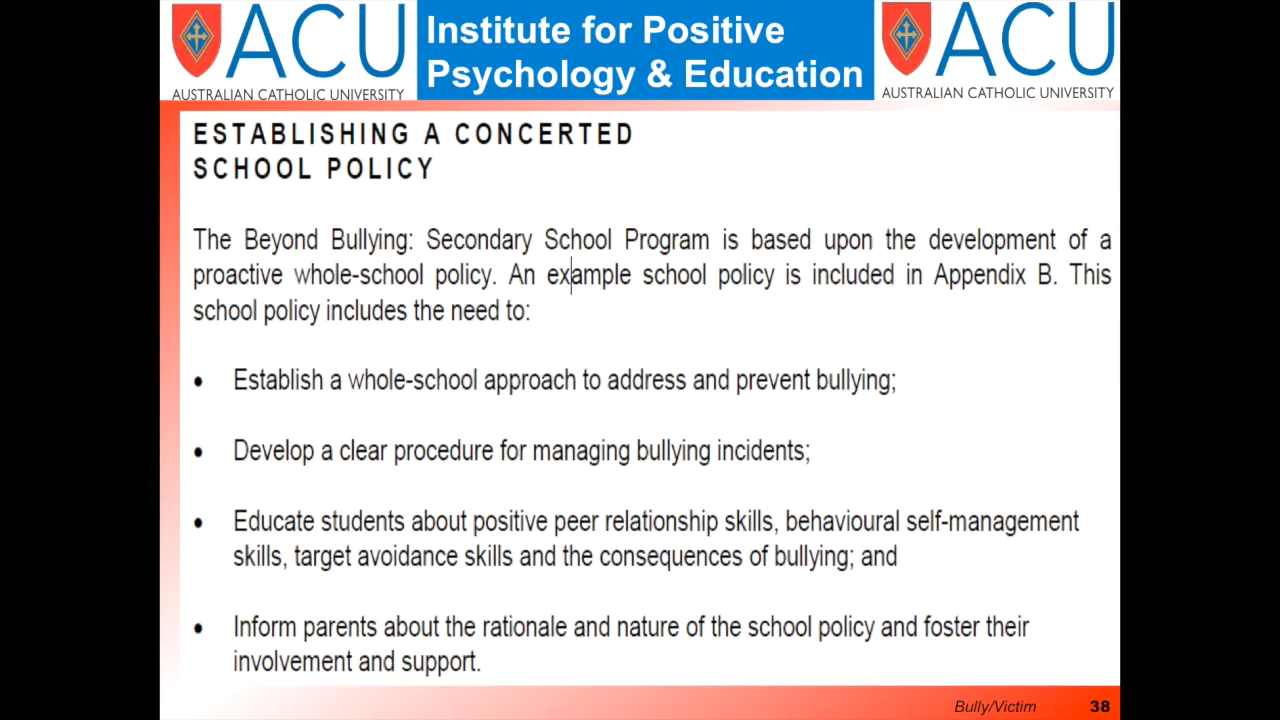 ACU
AUSTRALIAN CATHOLIC UNIVERSITY
Institute for Positive
Psychology & Education
ACU
AUSTRALIAN CATHOLIC UNIVERSITY
ESTABLISHING A CONCERTED
SCHOOL POLICY
The Beyond Bullying: Secondary School Program is based upon the development of a
proactive whole-school policy. An example school policy is included in Appendix B. This
school policy includes the need to:
• Establish a whole-school approach to address and prevent bullying;
• Develop a clear procedure for managing bullying incidents;
• Educate students about positive peer relationship skills, behavioural self-management
skills, target avoidance skills and the consequences of bullying; and
• Inform parents about the rationale and nature of the school policy and foster their
involvement and support.
Bully/Victim 38